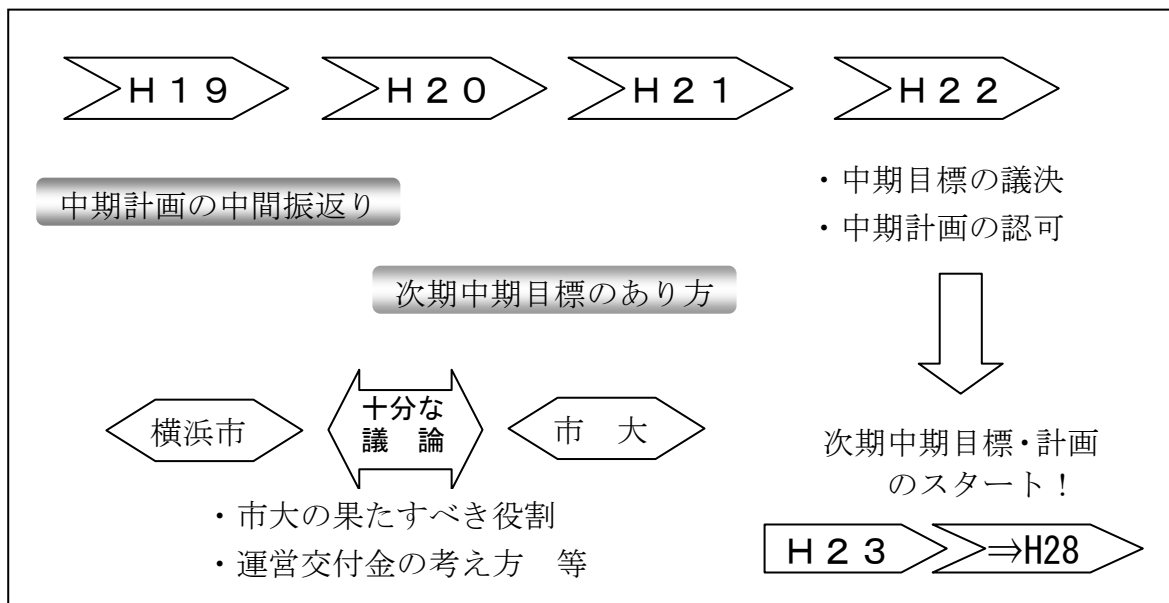 H19
H20
H21
H22
中期計画の中間振返り
・中期目標の議決
・中期計画の認可
次期中期目標のあり方
横浜市
十分な
議 論
市 大
・市大の果たすべき役割
・運営交付金の考え方 等
次期中期目標・計画
のスタート!
H23
⇒H28